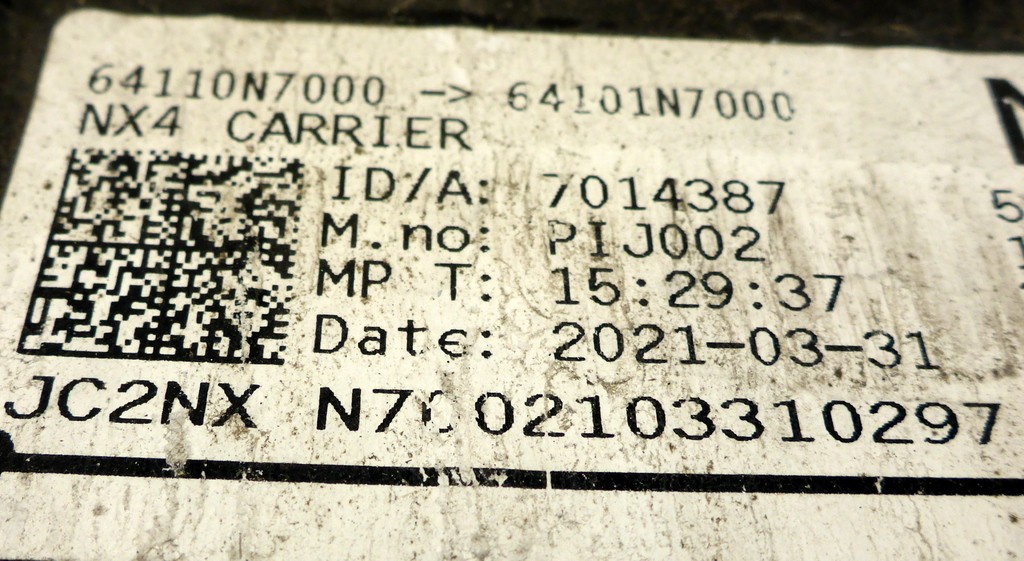 64110N7000 -> 64101N7000
NX4 CARRIER
ID/A: 7014387
M.no: PIJ002
MP T: 15:29:37
Date: 2021-03-31
JC2NX